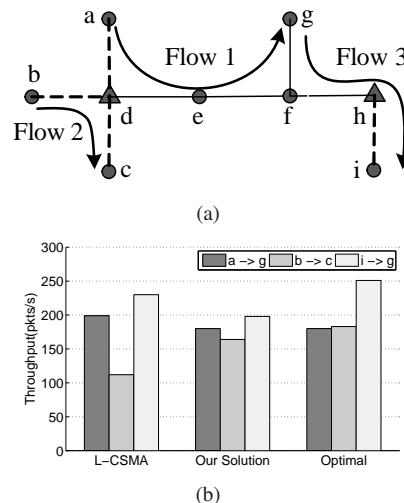 a
g
Flow 1
Flow 3
b
d
e
f
h
Flow 2
c
i
(a)
300
250
200
150
100
50
0
Throughput(pkts/s)
a −> g
b −> c
i −> g
L−CSMA
Our Solution
Optimal
(b)